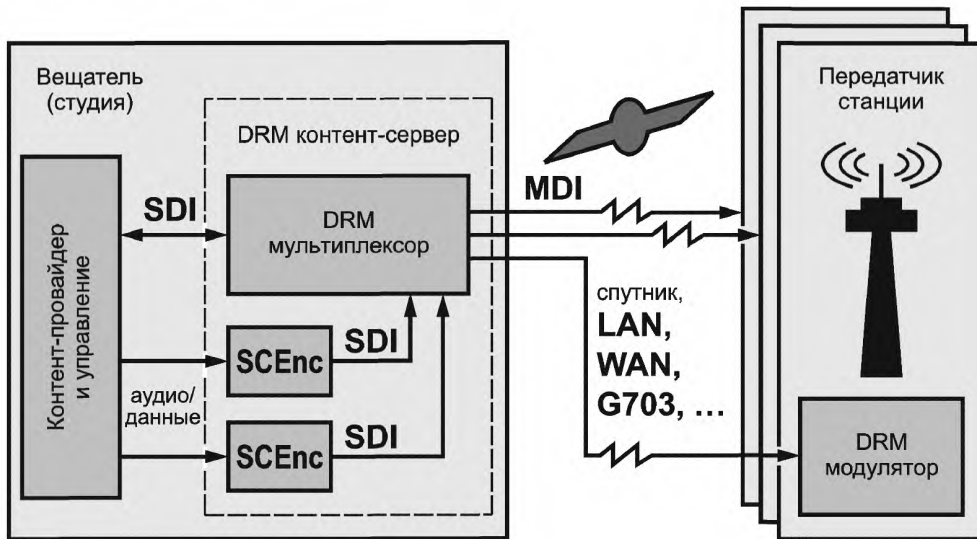 Вещатель
(студия)
DRM контент-сервер
Контент-провайдер
и управление
SDI
DRM
мультиплексор
SCEnc
SDI
аудио/
данные
SCEnc
SDI
MDI
спутник,
LAN,
WAN,
G703, ...
Передатчик
станции
DRM
модулятор